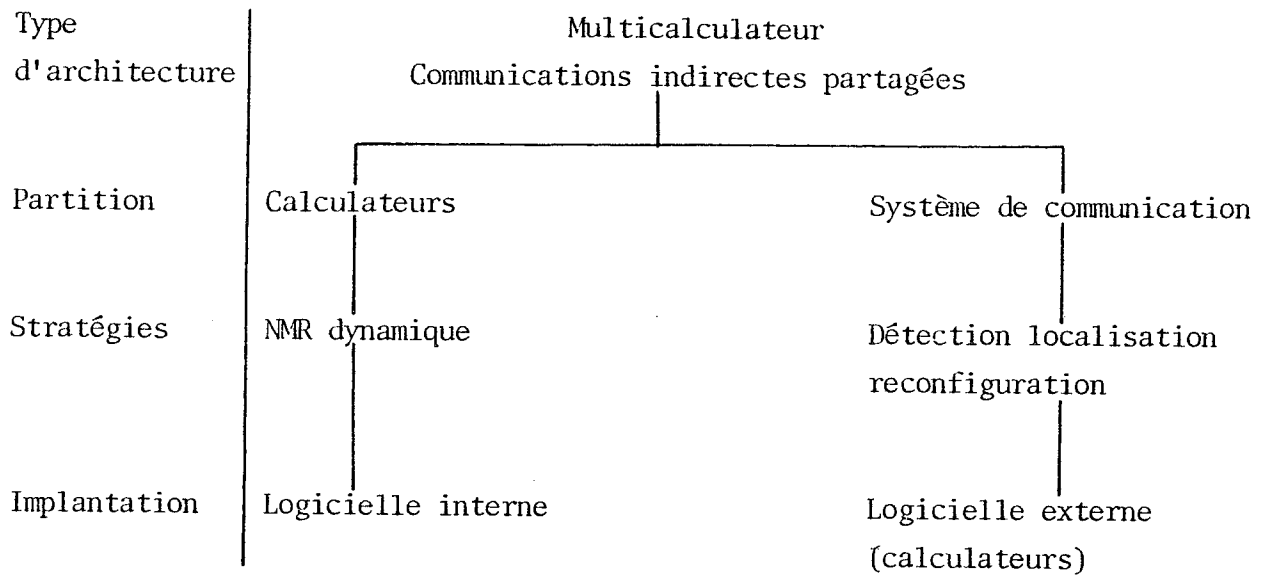 Type
d'architecture
Multicalculateur
Communications indirectes partagées
Partition
Calculateurs
Système de communication
Stratégies
NMR dynamique
Détection localisation
reconfiguration
Implantation
Logicielle interne
Logicielle externe
(calculateurs)